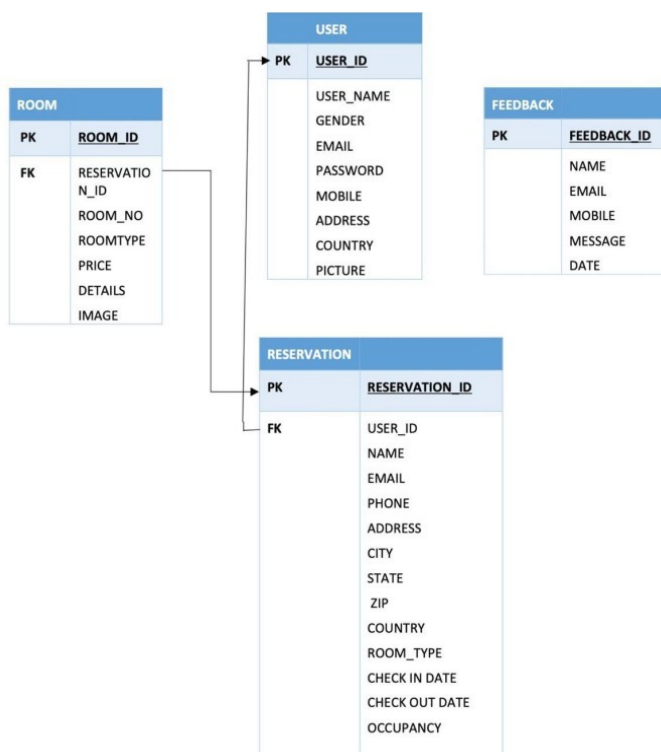 USER
PK USER_ID
USER_NAME
GENDER
EMAIL
PASSWORD
MOBILE
ADDRESS
COUNTRY
PICTURE
ROOM
PK ROOM_ID
FK RESERVATIO
N_ID
ROOM_NO
ROOMTYPE
PRICE
DETAILS
IMAGE
FEEDBACK
PK FEEDBACK_ID
NAME
EMAIL
MOBILE
MESSAGE
DATE
RESERVATION
PK RESERVATION_ID
FK USER_ID
NAME
EMAIL
PHONE
ADDRESS
CITY
STATE
ZIP
COUNTRY
ROOM_TYPE
CHECK IN DATE
CHECK OUT DATE
OCCUPANCY